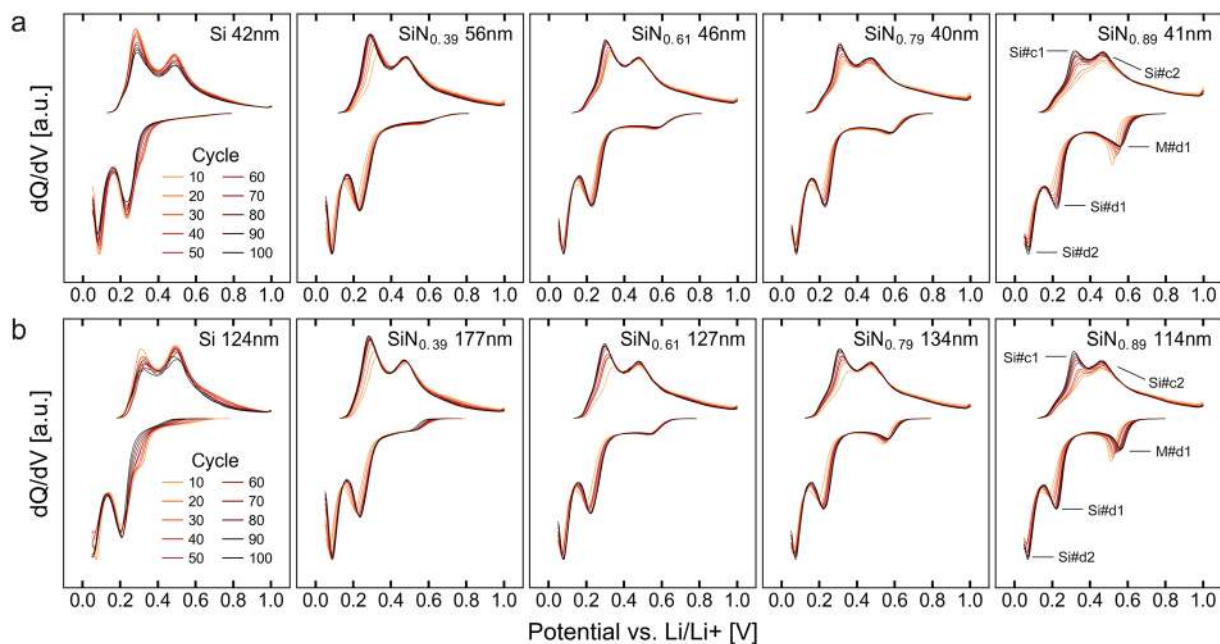 a
Si 42nm
SiN0.39 56nm
SiN0.61 46nm
SiN0.79 40nm
SiN0.89 41nm
Si#c1
Si#c2
M#d1
Si#d1
Si#d2
dQ/dV [a.u.]
Cycle
10 60
20 70
30 80
40 90
50 100
0.0 0.2 0.4 0.6 0.8 1.0
0.0 0.2 0.4 0.6 0.8 1.0
0.0 0.2 0.4 0.6 0.8 1.0
0.0 0.2 0.4 0.6 0.8 1.0
0.0 0.2 0.4 0.6 0.8 1.0
b
Si 124nm
SiN0.39 177nm
SiN0.61 127nm
SiN0.79 134nm
SiN0.89 114nm
Si#c1
Si#c2
M#d1
Si#d1
Si#d2
dQ/dV [a.u.]
Cycle
10 60
20 70
30 80
40 90
50 100
0.0 0.2 0.4 0.6 0.8 1.0
0.0 0.2 0.4 0.6 0.8 1.0
0.0 0.2 0.4 0.6 0.8 1.0
0.0 0.2 0.4 0.6 0.8 1.0
0.0 0.2 0.4 0.6 0.8 1.0
Potential vs. Li/Li+ [V]